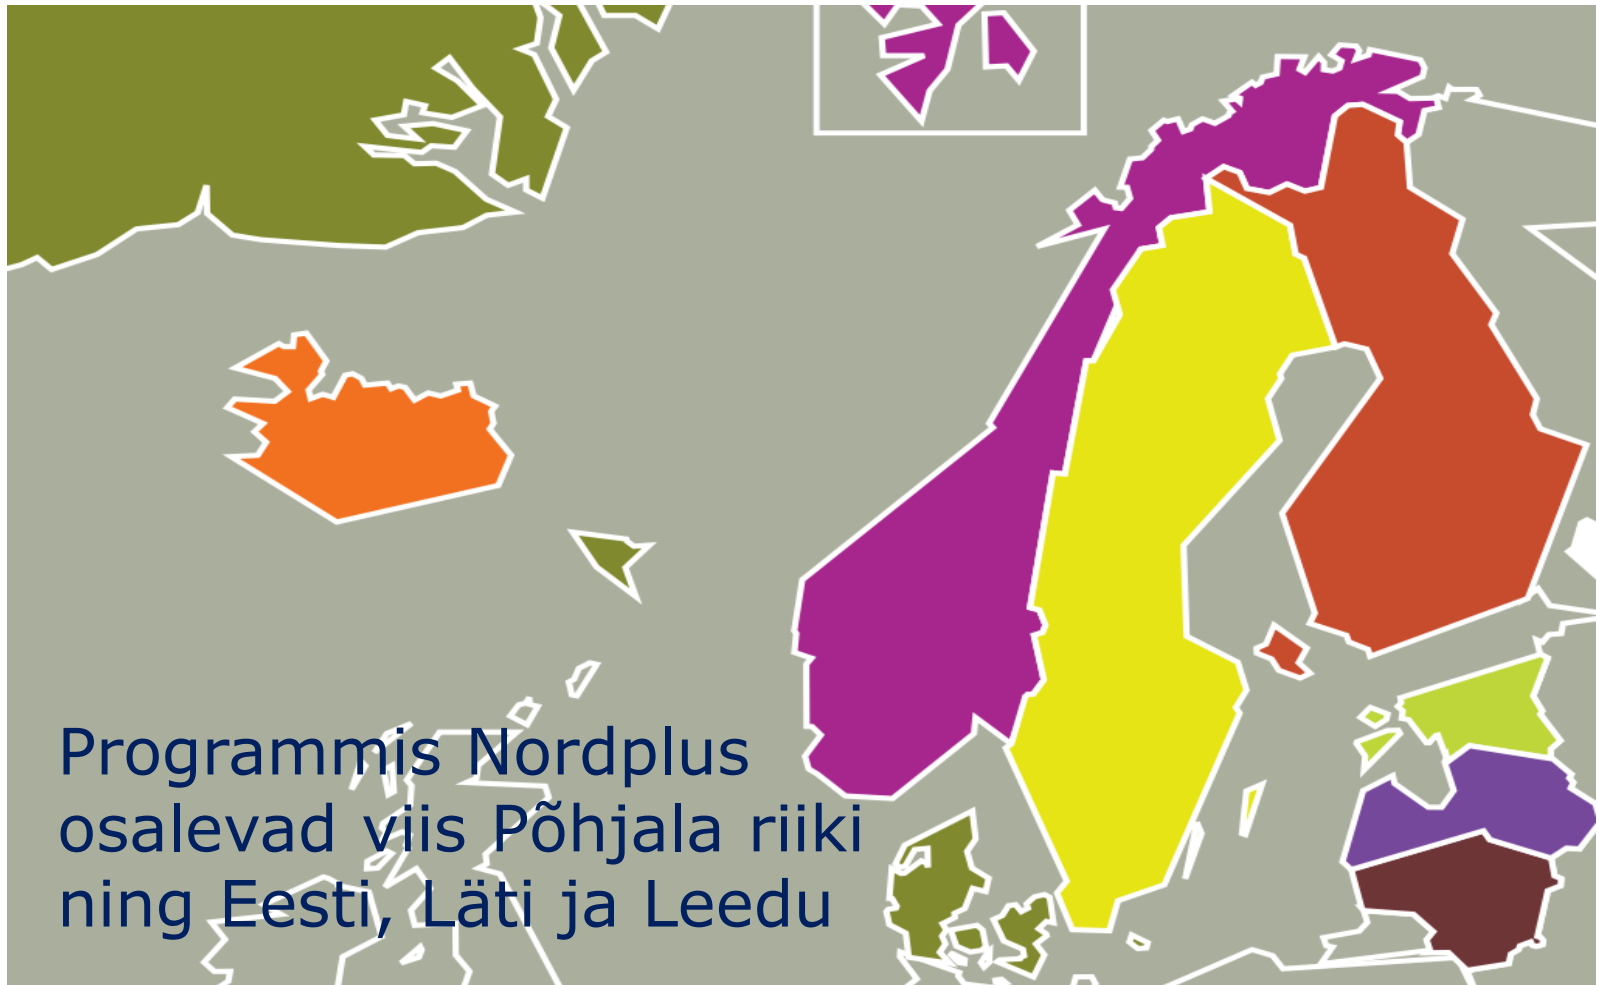 Programmis Nordplus
osalevad viis Põhjala riiki
ning Eesti, Läti ja Leedu